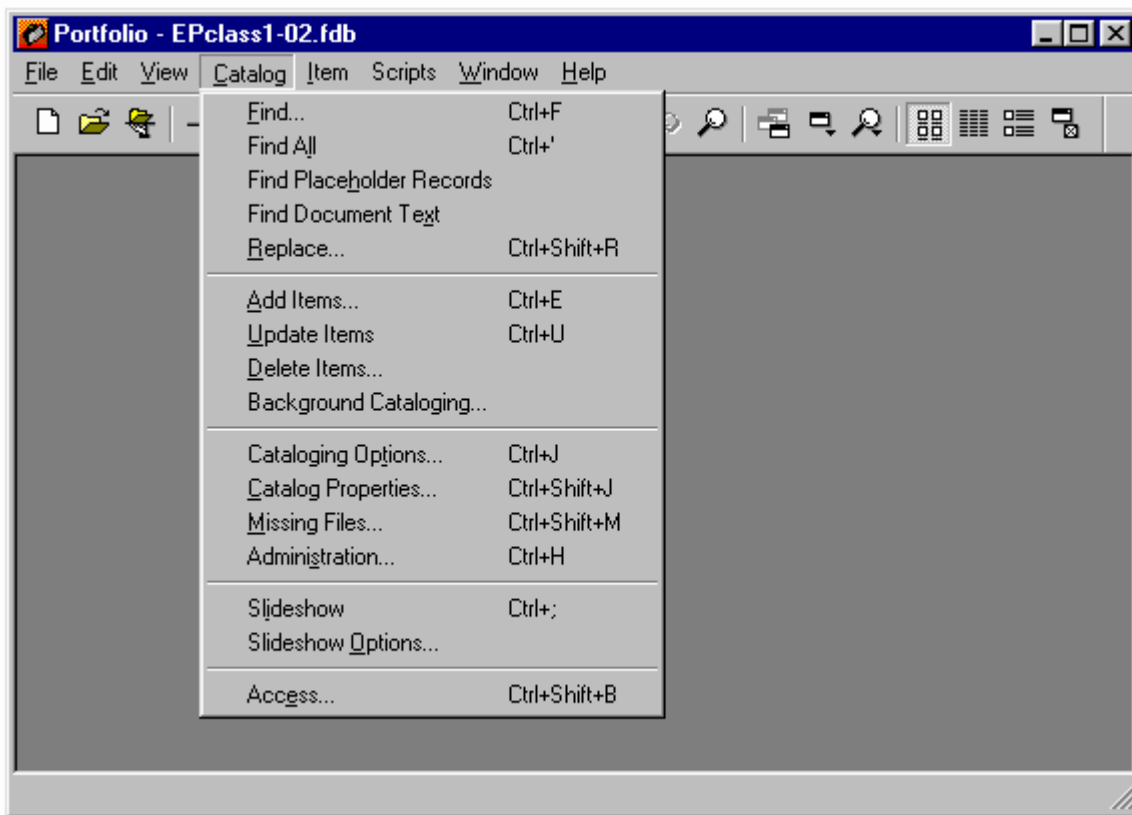 Portfolio - EPclass1-02.fdb
File Edit View Catalog Item Scripts Window Help
Find... Ctrl+F
Find All Ctrl+'
Find Placeholder Records
Find Document Text
Replace... Ctrl+Shift+R
Add Items... Ctrl+E
Update Items Ctrl+U
Delete Items...
Background Cataloging...
Cataloging Options... Ctrl+J
Catalog Properties... Ctrl+Shift+J
Missing Files... Ctrl+Shift+M
Administration... Ctrl+H
Slideshow Ctrl+;
Slideshow Options...
Access... Ctrl+Shift+B